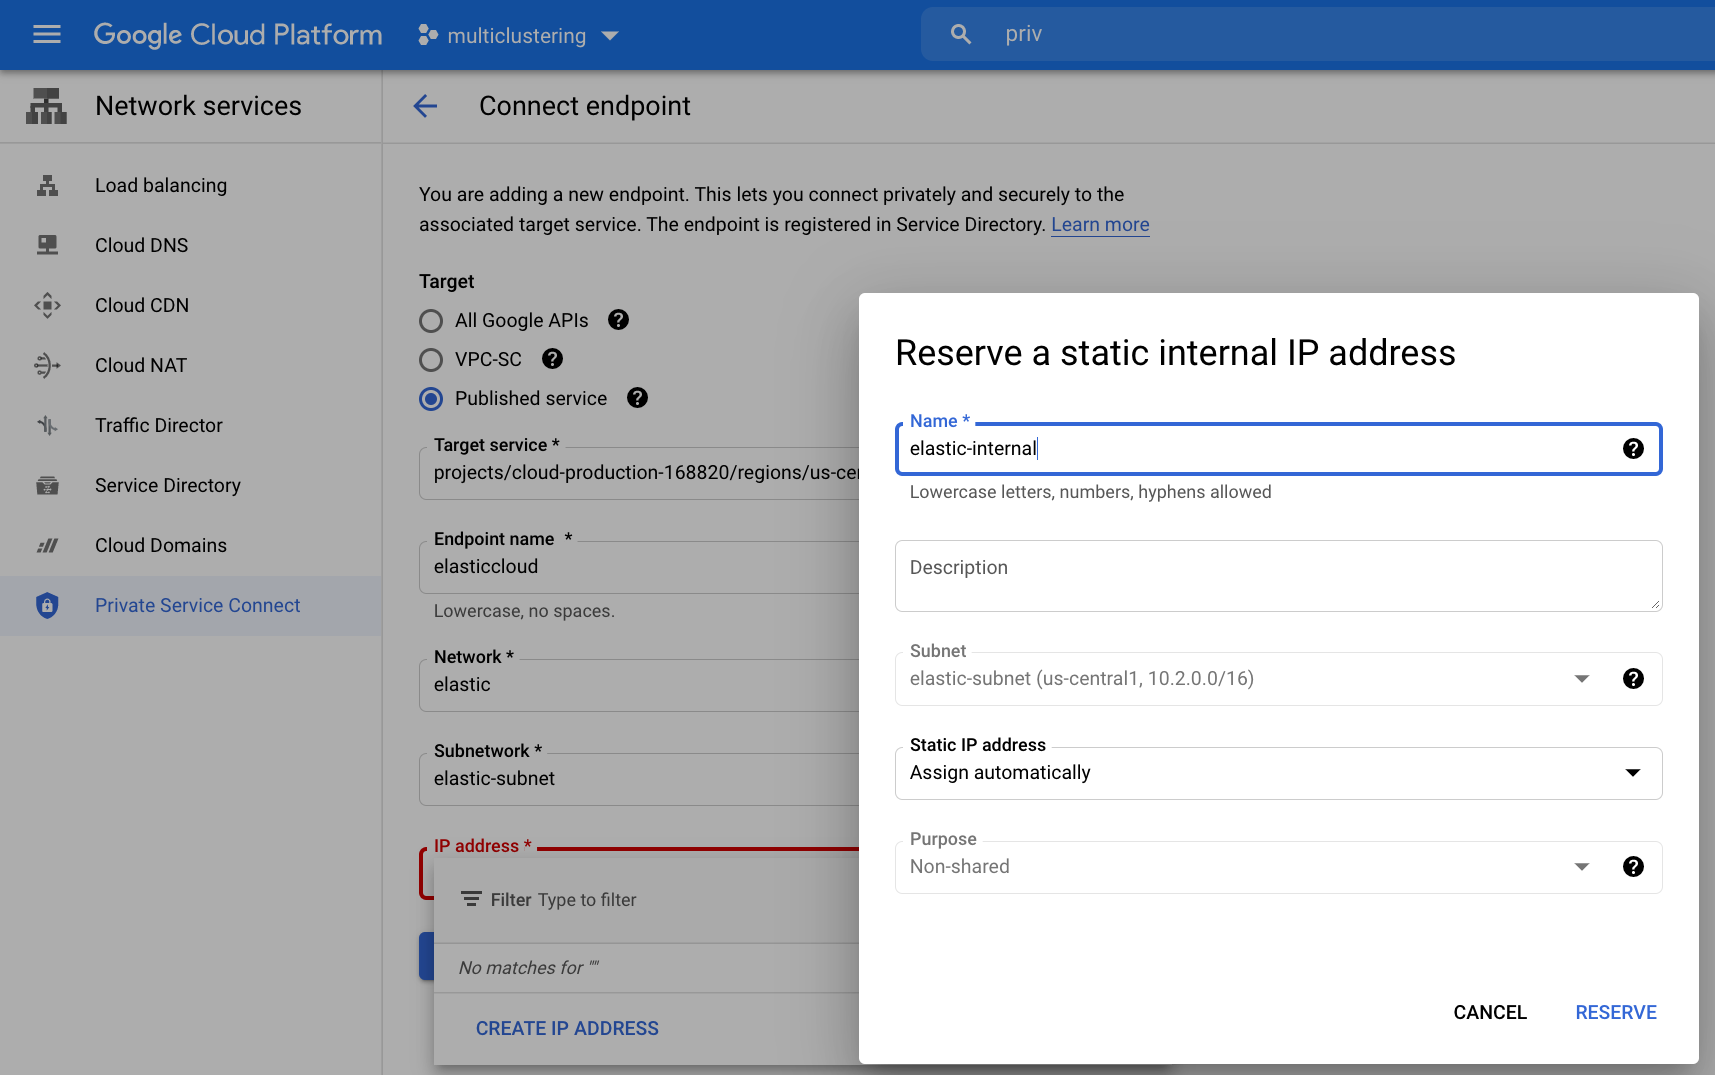 Google Cloud Platform
multiclustering
priv
Network services
Load balancing
Cloud DNS
Cloud CDN
Cloud NAT
Traffic Director
Service Directory
Cloud Domains
Private Service Connect
Connect endpoint
You are adding a new endpoint. This lets you connect privately and securely to the
associated target service. The endpoint is registered in Service Directory. Learn more
Target
All Google APIs
VPC-SC
Published service
Target service *
projects/cloud-production-168820/regions/us-cen
Endpoint name *
elasticcloud
Lowercase, no spaces.
Network *
elastic
Subnetwork *
elastic-subnet
IP address *
Filter Type to filter
No matches for ""
CREATE IP ADDRESS
Reserve a static internal IP address
Name *
elastic-internal
Lowercase letters, numbers, hyphens allowed
Description
Subnet
elastic-subnet (us-central1, 10.2.0.0/16)
Static IP address
Assign automatically
Purpose
Non-shared
CANCEL
RESERVE